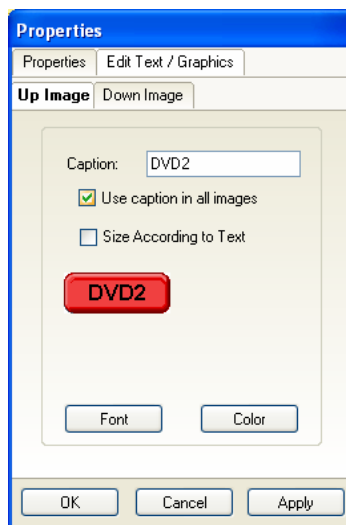 Properties
Properties Edit Text / Graphics
Up Image Down Image
Caption: DVD2
Use caption in all images
Size According to Text
DVD2
Font Color
OK Cancel Apply